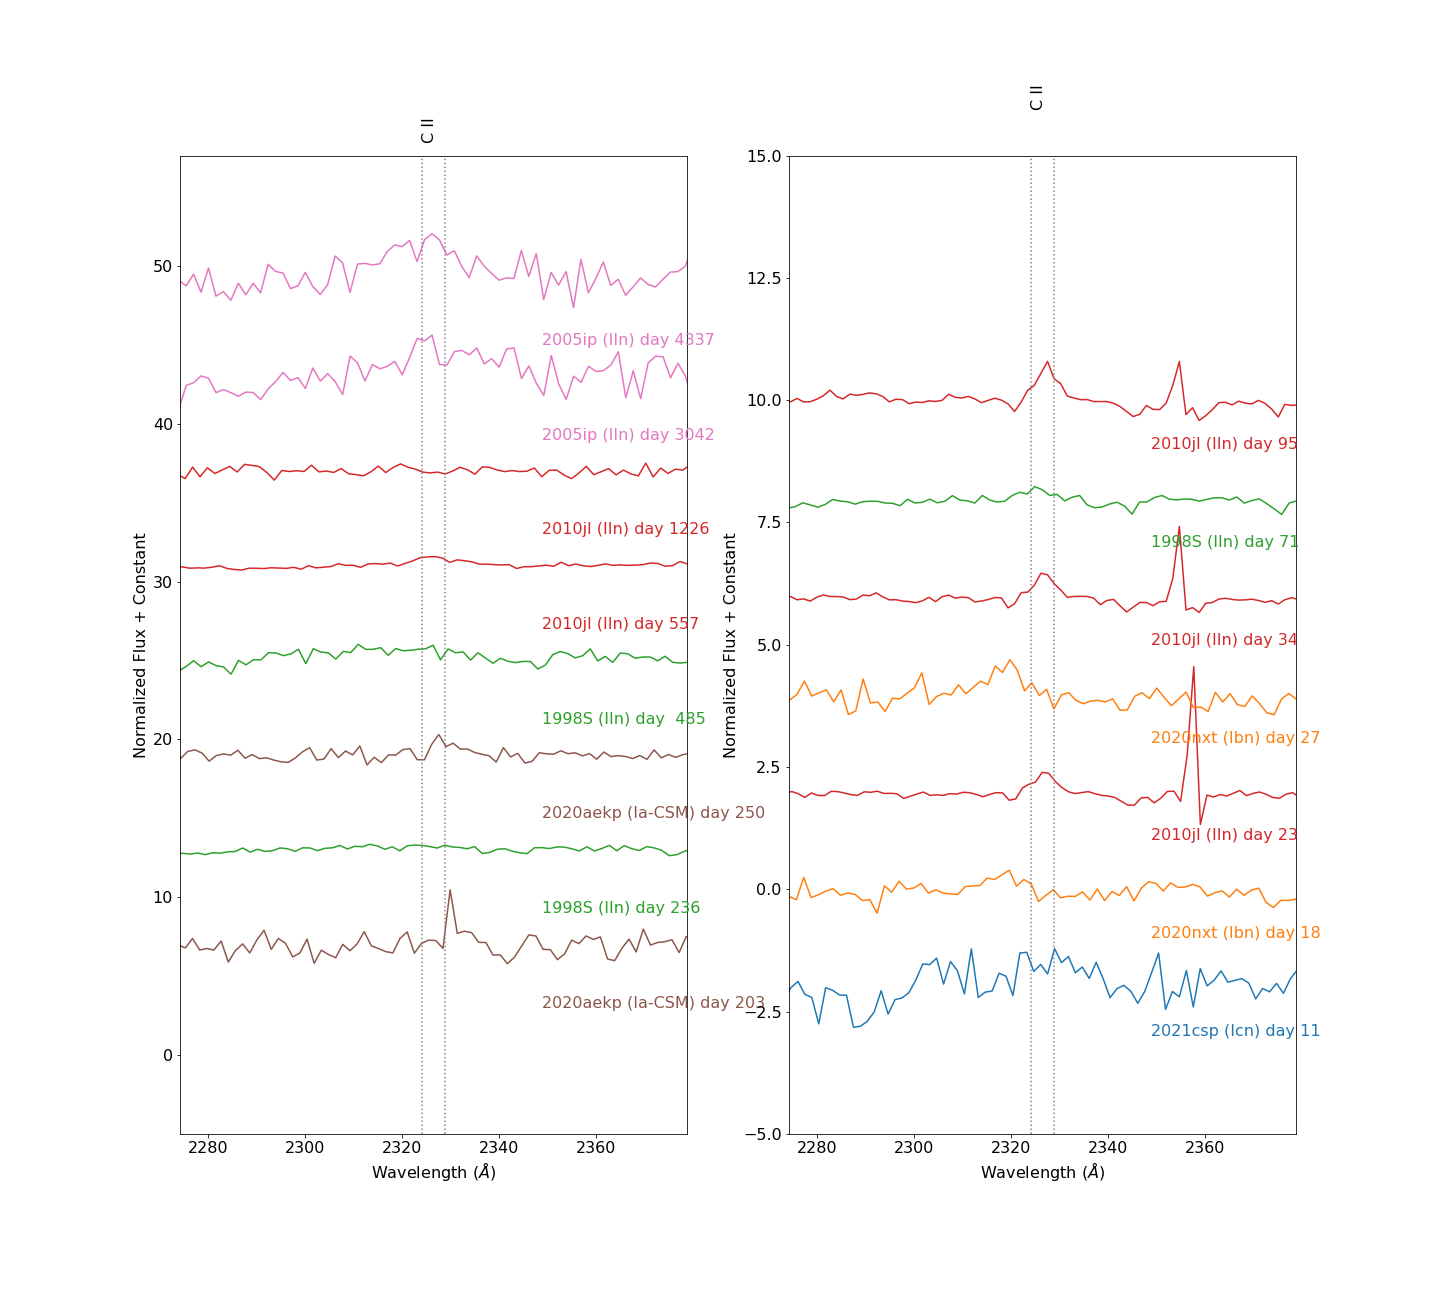 C II
50
40
30
20
10
0
2005ip (IIn) day 4337
2005ip (IIn) day 3042
2010jl (IIn) day 1226
2010jl (IIn) day 557
1998S (IIn) day  485
2020aekp (Ia-CSM) day 250
1998S (IIn) day 236
2020aekp (Ia-CSM) day 203
Normalized Flux + Constant
2280 2300 2320 2340 2360
Wavelength (Å)
C II
15.0
12.5
10.0
7.5
5.0
2.5
0.0
−2.5
−5.0
2010jl (IIn) day 95
1998S (IIn) day 71
2010jl (IIn) day 34
2020nxt (Ibn) day 27
2010jl (IIn) day 23
2020nxt (Ibn) day 18
2021csp (Icn) day 11
Normalized Flux + Constant
2280 2300 2320 2340 2360
Wavelength (Å)